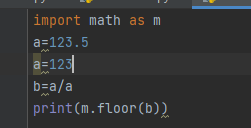 import math as m
a=123.5
a=123
b=a/a
print(m.floor(b))